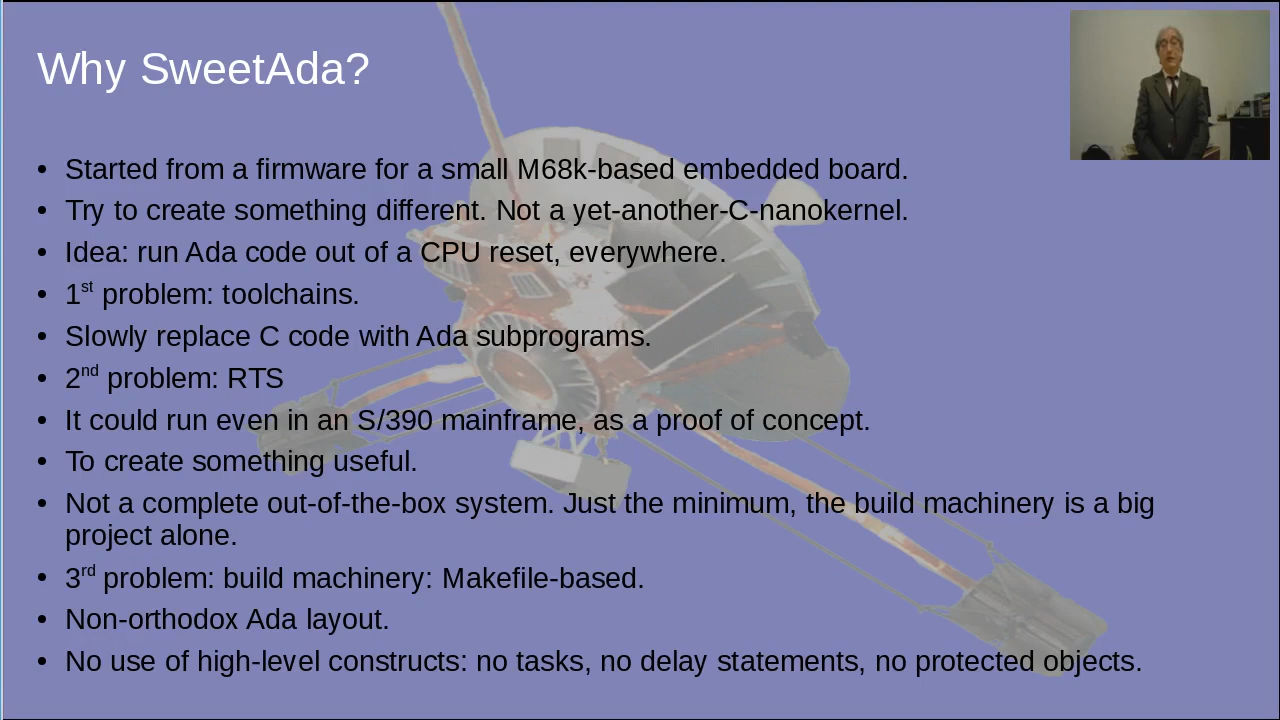 Why SweetAda?
• Started from a firmware for a small M68k-based embedded board.
• Try to create something different. Not a yet-another-C-nanokernel.
• Idea: run Ada code out of a CPU reset, everywhere.
• 1st problem: toolchains.
• Slowly replace C code with Ada subprograms.
• 2nd problem: RTS
• It could run even in an S/390 mainframe, as a proof of concept.
• To create something useful.
• Not a complete out-of-the-box system. Just the minimum, the build machinery is a big
project alone.
• 3rd problem: build machinery: Makefile-based.
• Non-orthodox Ada layout.
• No use of high-level constructs: no tasks, no delay statements, no protected objects.